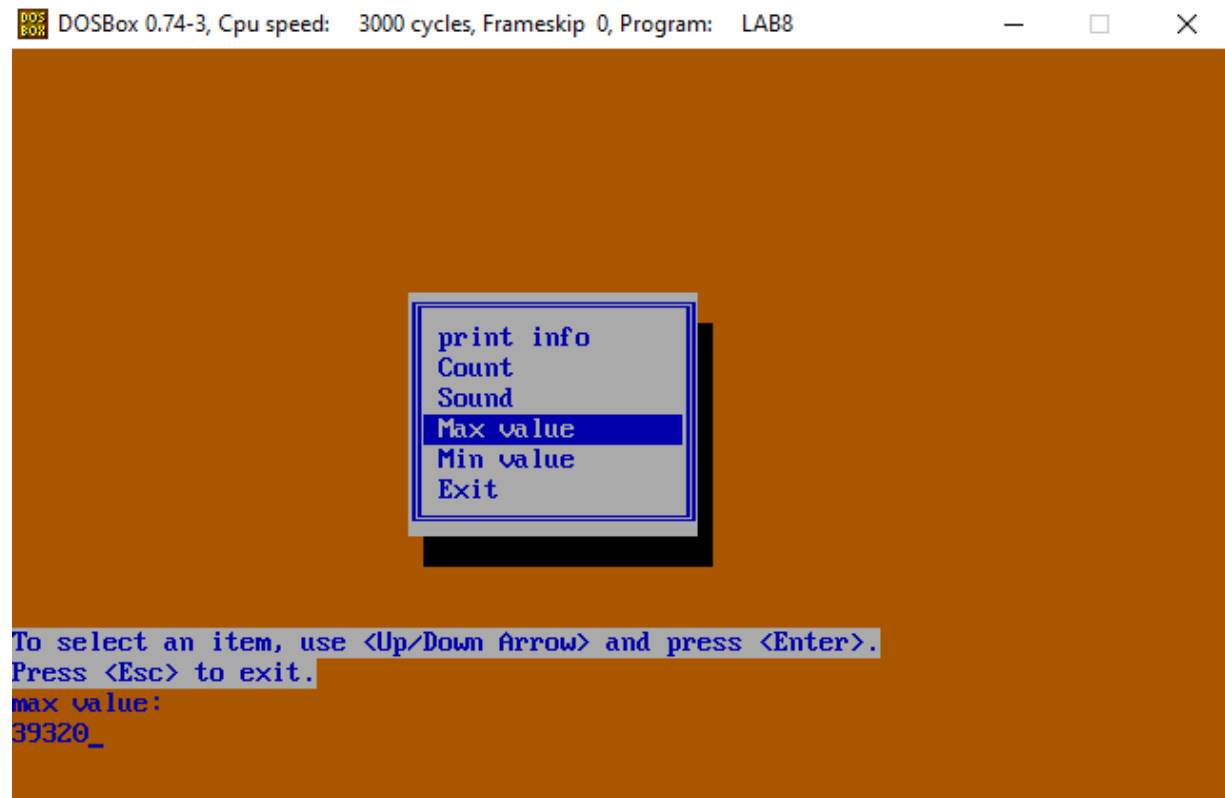 DOS BOX DOSBox 0.74-3, Cpu speed: 3000 cycles, Frameskip 0, Program: LAB8
print info
Count
Sound
Max value
Min value
Exit
To select an item, use <Up/Down Arrow> and press <Enter>.
Press <Esc> to exit.
max value:
39320_